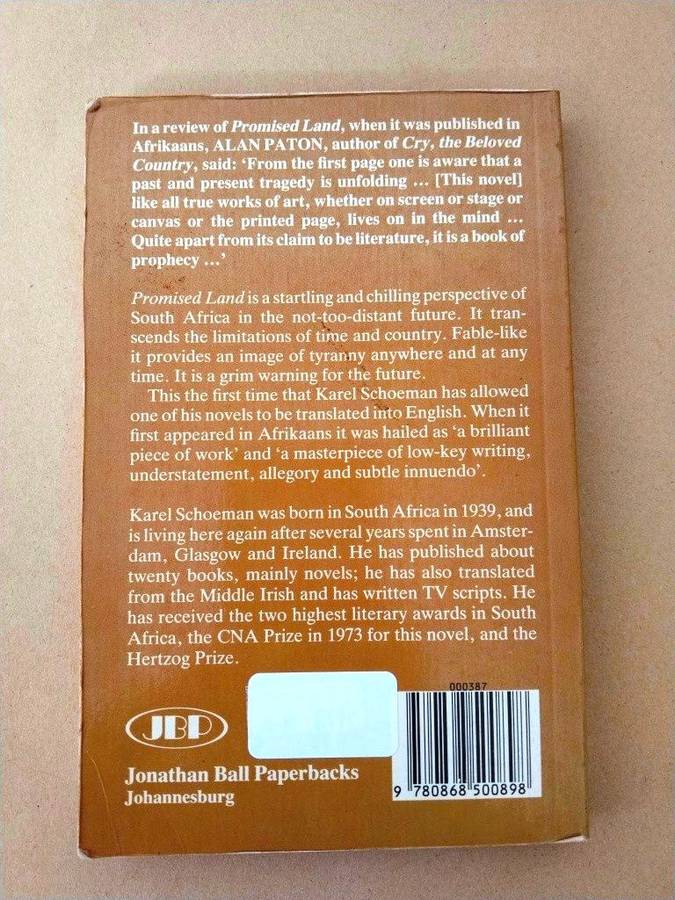 In a review of Promised Land, when it was published in
Afrikaans, ALAN PATON, author of Cry, the Beloved
Country, said: ‘From the first page one is aware that a
past and present tragedy is unfolding ... [This novel]
like all true works of art, whether on screen or stage or
canvas or the printed page, lives on in the mind ...
Quite apart from its claim to be literature, it is a book of
prophecy ...’
Promised Land is a startling and chilling perspective of
South Africa in the not-too-distant future. It tran-
scends the limitations of time and country. Fable-like
it provides an image of tyranny anywhere and at any
time. It is a grim warning for the future.
This the first time that Karel Schoeman has allowed
one of his novels to be translated into English. When it
first appeared in Afrikaans it was hailed as ‘a brilliant
piece of work’ and ‘a masterpiece of low-key writing,
understatement, allegory and subtle innuendo’.
Karel Schoeman was born in South Africa in 1939, and
is living here again after several years spent in Amster-
dam, Glasgow and Ireland. He has published about
twenty books, mainly novels; he has also translated
from the Middle Irish and has written TV scripts. He
has received the two highest literary awards in South
Africa, the CNA Prize in 1973 for this novel, and the
Hertzog Prize.
JBP
Jonathan Ball Paperbacks
Johannesburg
000387
9 780868 500898